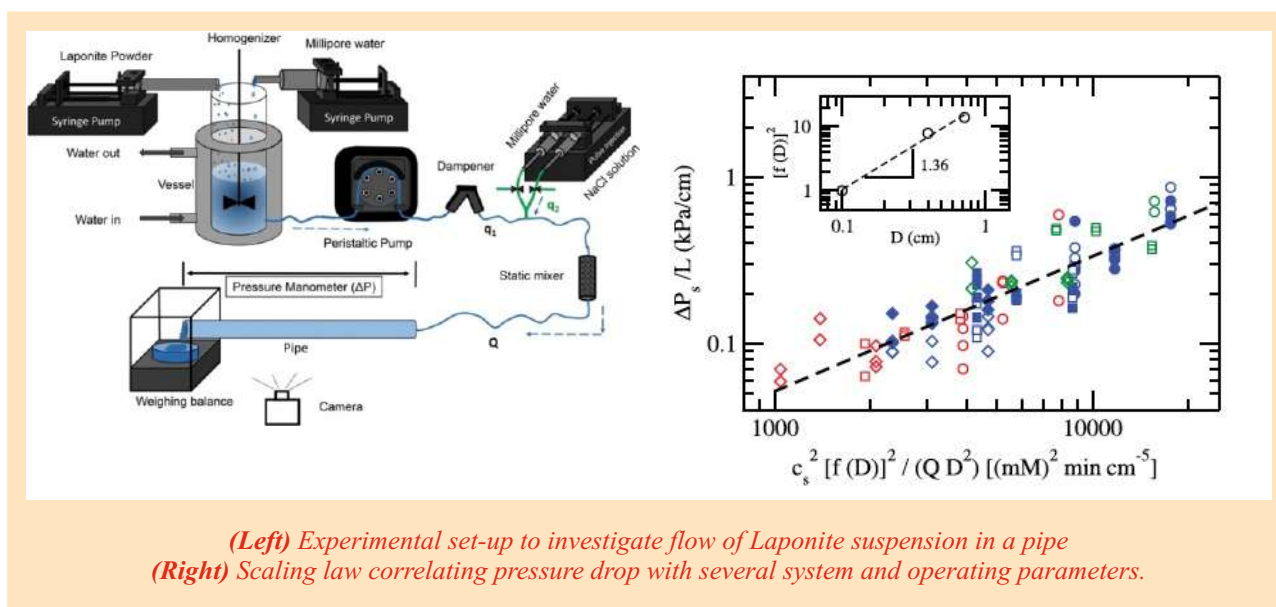 Homogenizer
Laponite Powder
Millipore water
Syringe Pump
Syringe Pump
Water out
Vessel
Water in
Dampener
Millipore water
Pulse Injection
NaCl solution
q₂
q₁
Peristaltic Pump
Static mixer
Pressure Manometer (ΔP)
Q
Pipe
Weighing balance
Camera
ΔPₛ/L (kPa/cm)
1
0.1
1000
10000
cₛ² [f (D)]² / (Q D²) [(mM)² min cm⁻⁵]
[f (D)]²
10
1
1.36
0.1
1
D (cm)
(Left) Experimental set-up to investigate flow of Laponite suspension in a pipe
(Right) Scaling law correlating pressure drop with several system and operating parameters.